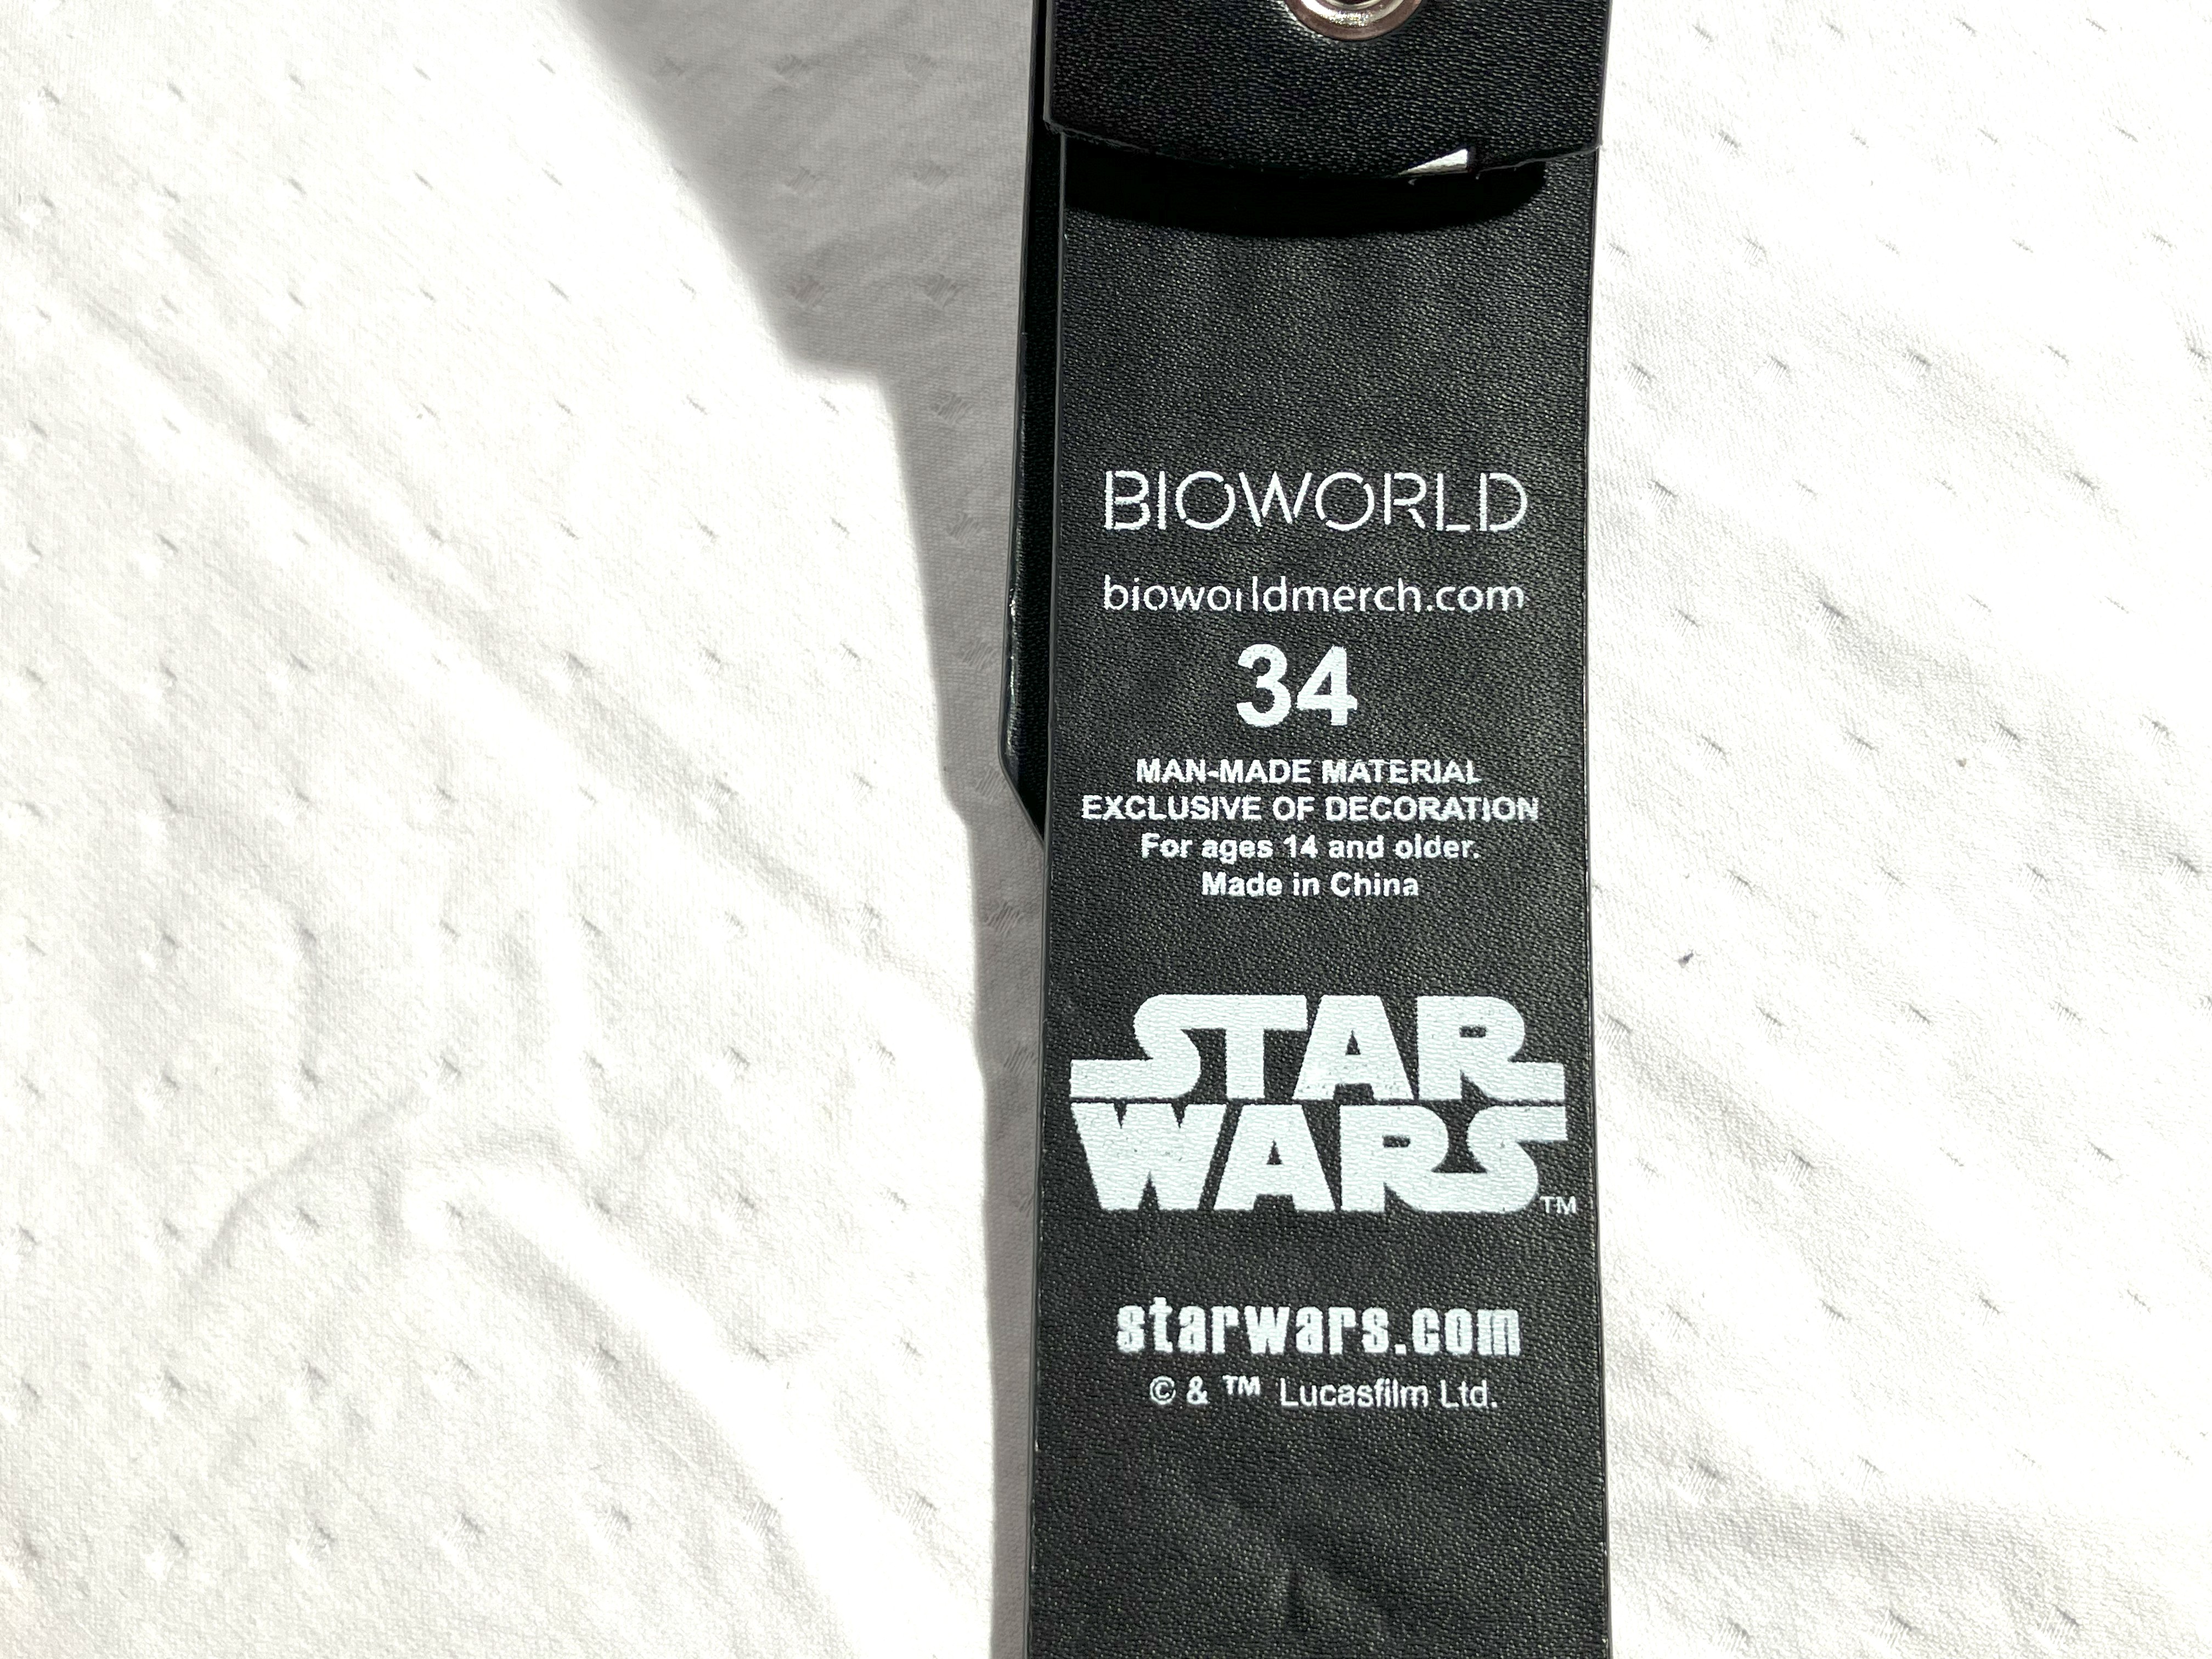 BIOWORLD
bioworldmerch.com
34
MAN-MADE MATERIAL
EXCLUSIVE OF DECORATION
For ages 14 and older.
Made in China
STAR
WARS TM
starwars.com
© & ™ Lucasfilm Ltd.